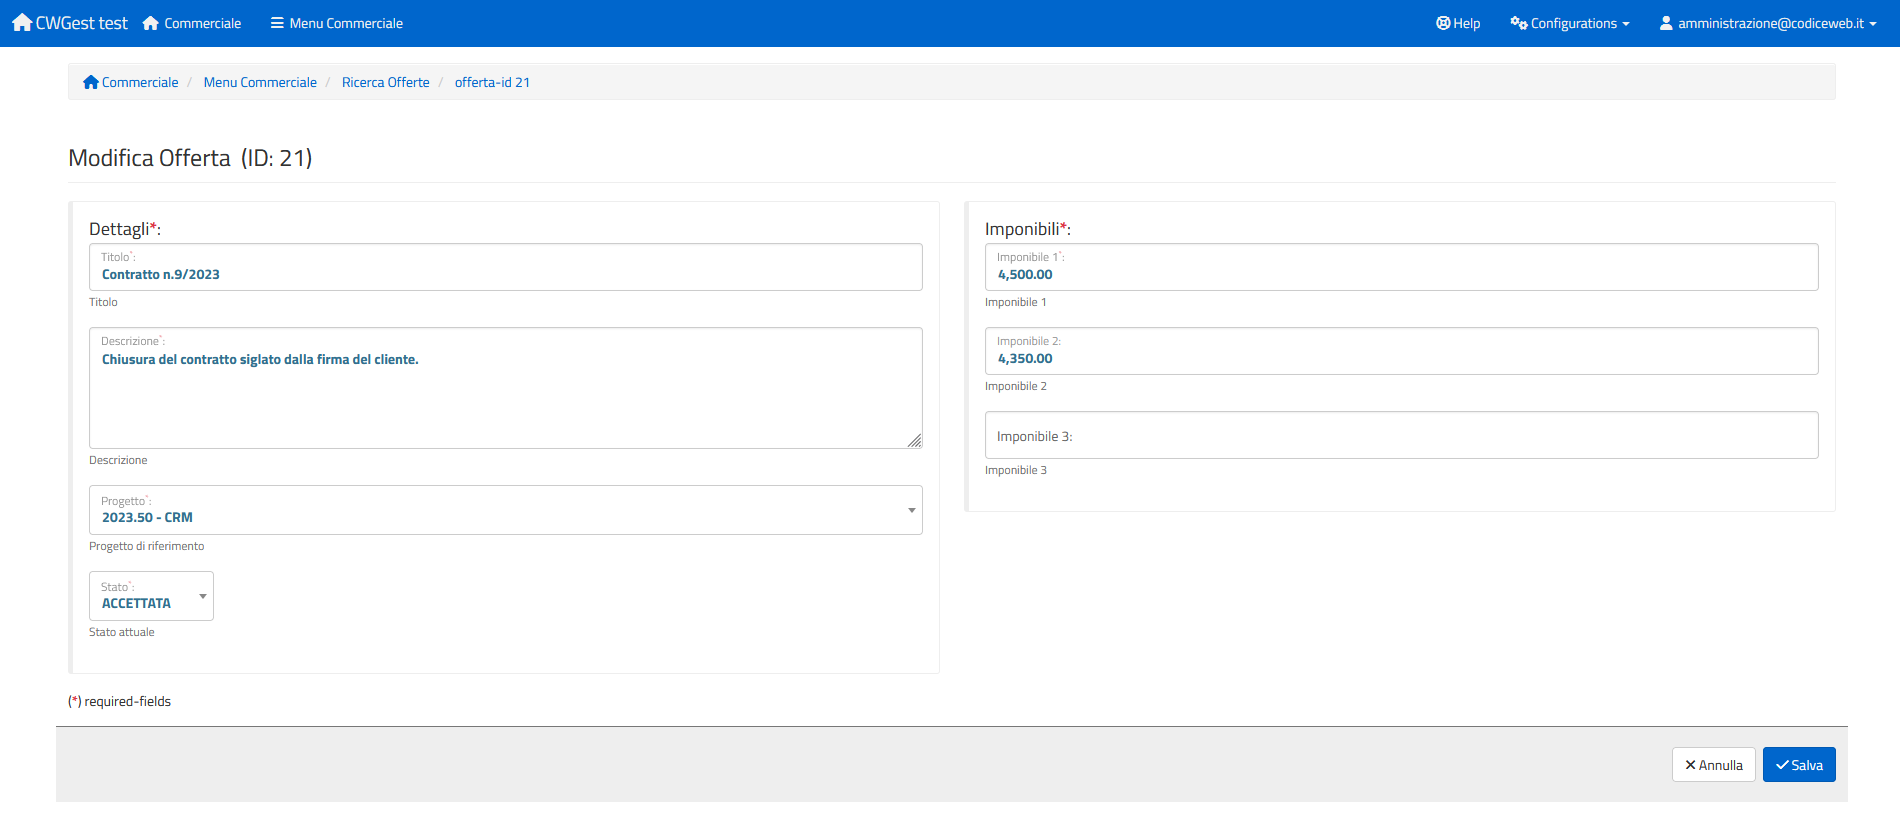 CWGest test Commerciale Menu Commerciale Help Configurations amministrazione@codiceweb.it
Commerciale / Menu Commerciale / Ricerca Offerte / offerta-id 21
Modifica Offerta (ID: 21)
Dettagli*:
Titolo*:
Contratto n.9/2023
Titolo
Descrizione*:
Chiusura del contratto siglato dalla firma del cliente.
Descrizione
Progetto*:
2023.50 - CRM
Progetto di riferimento
Stato*:
ACCETTATA
Stato attuale
Imponibili*:
Imponibile 1*:
4,500.00
Imponibile 1
Imponibile 2:
4,350.00
Imponibile 2
Imponibile 3:
Imponibile 3
(*) required-fields
Annulla Salva